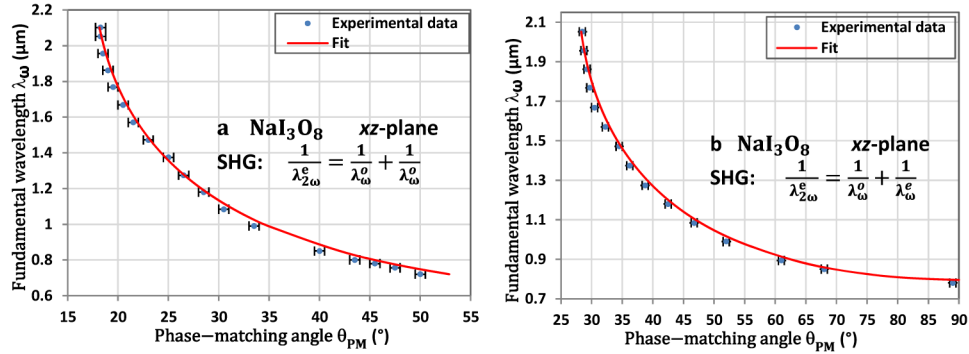 2.2
2
1.8
1.6
1.4
1.2
1
0.8
0.6
Fundamental wavelength λω (μm)
Experimental data
Fit
a NaI₃O₈ xz-plane
SHG: 1/λᵉ₂ω = 1/λᵒω + 1/λᵒω
15 20 25 30 35 40 45 50 55
Phase−matching angle θPM (°)
2.1
1.9
1.7
1.5
1.3
1.1
0.9
0.7
Fundamental wavelength λω (μm)
Experimental data
Fit
b NaI₃O₈ xz-plane
SHG: 1/λᵉ₂ω = 1/λᵒω + 1/λᵉω
25 30 35 40 45 50 55 60 65 70 75 80 85 90
Phase−matching angle θPM (°)